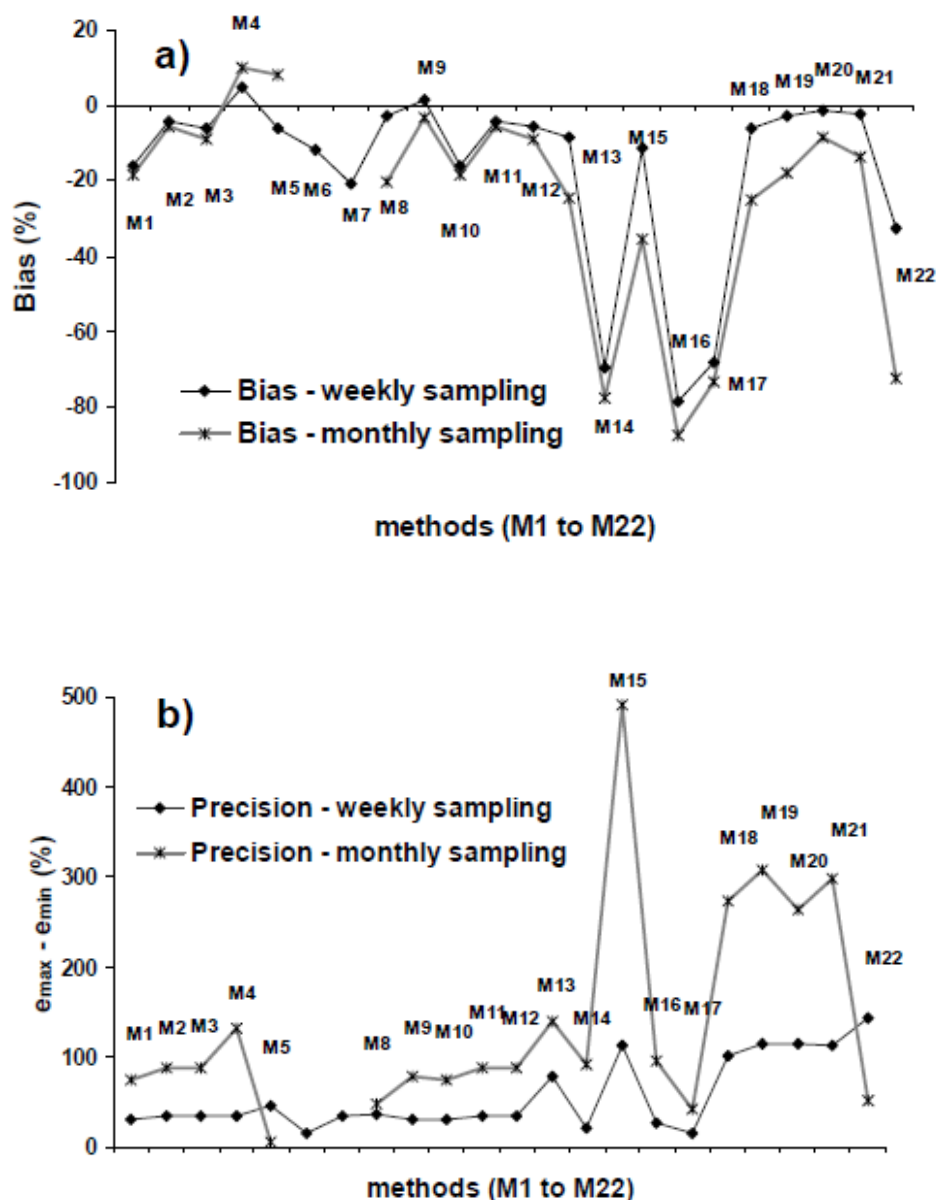 20
0
-20
-40
-60
-80
-100
Bias (%)
a)
M1
M2
M3
M4
M5
M6
M7
M8
M9
M10
M11
M12
M13
M14
M15
M16
M17
M18
M19
M20
M21
M22
Bias - weekly sampling
Bias - monthly sampling
methods (M1 to M22)
500
400
300
200
100
0
emax - emin (%)
b)
M1
M2
M3
M4
M5
M8
M9
M10
M11
M12
M13
M14
M15
M16
M17
M18
M19
M20
M21
M22
Precision - weekly sampling
Precision - monthly sampling
methods (M1 to M22)